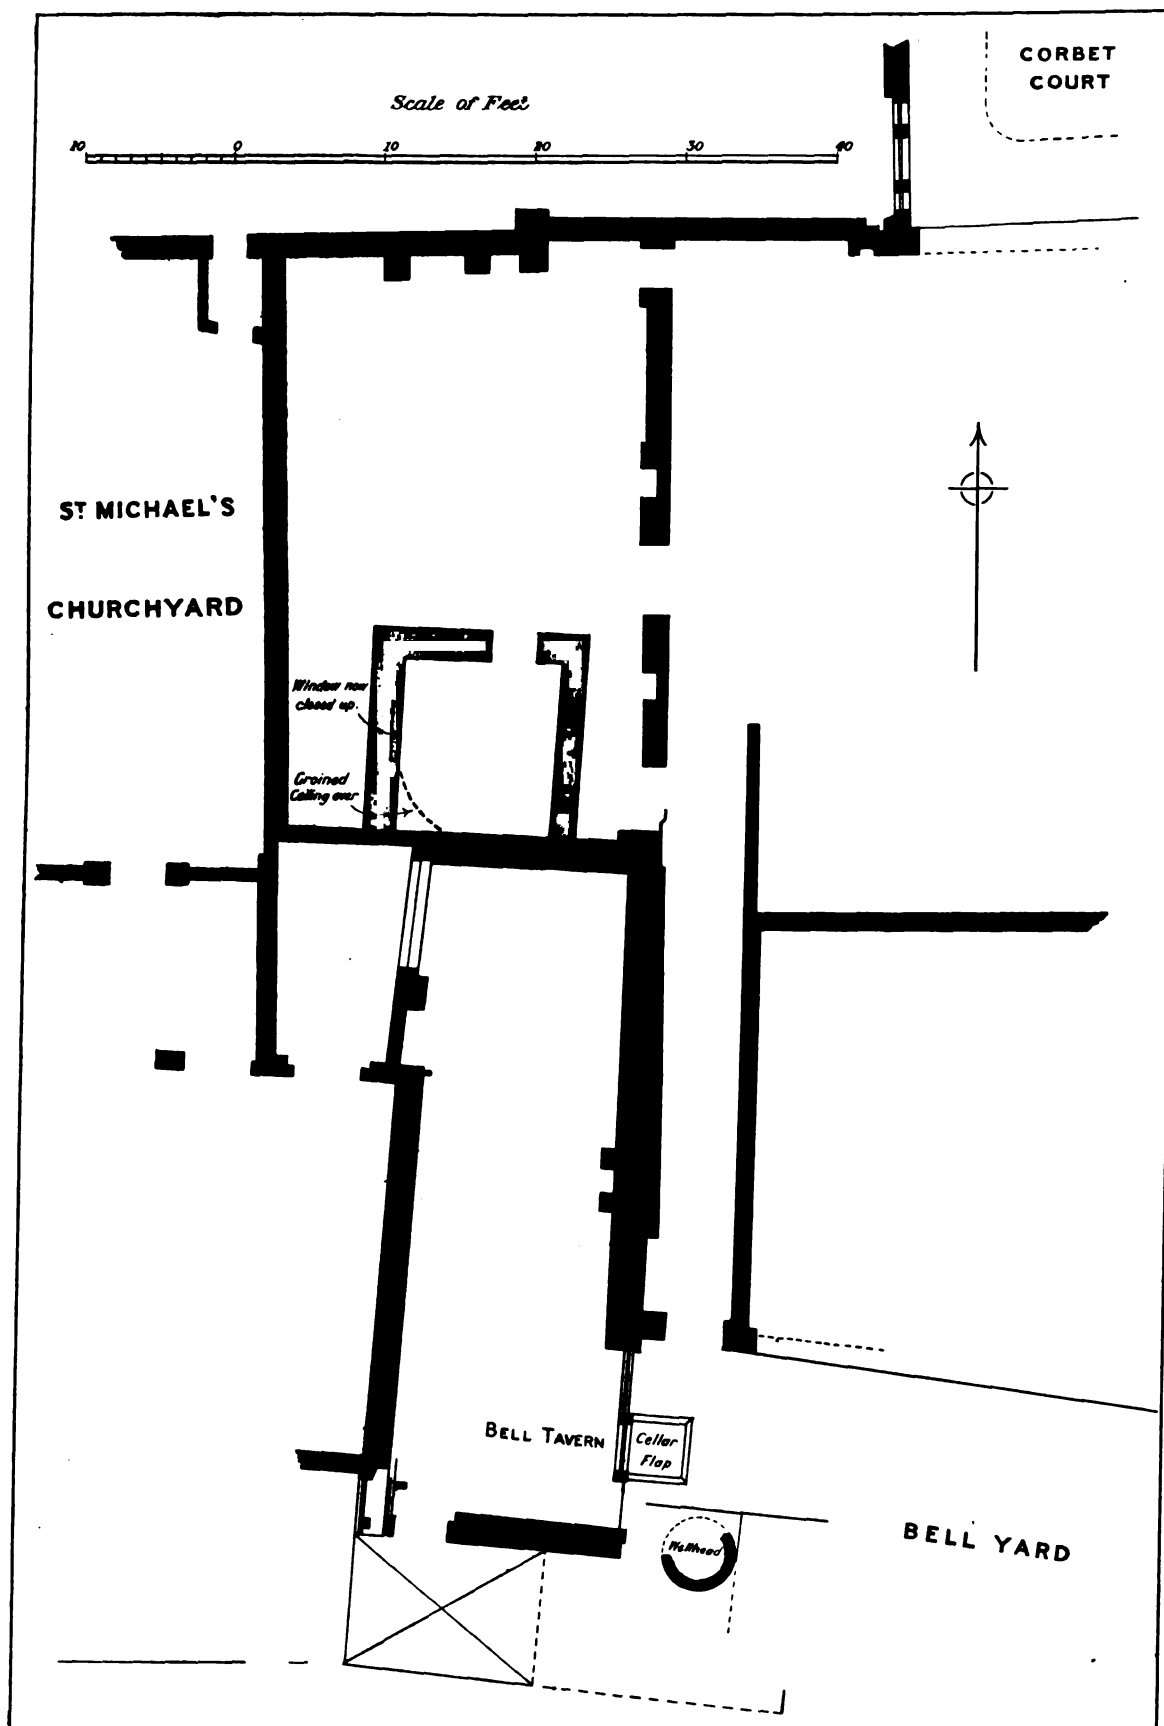 CORBET
COURT
Scale of Feet
10 0 10 20 30 40
ST MICHAEL'S
CHURCHYARD
Window now
closed up.
Groined
Ceiling over
BELL TAVERN
Cellar
Flap
Wellhead
BELL YARD